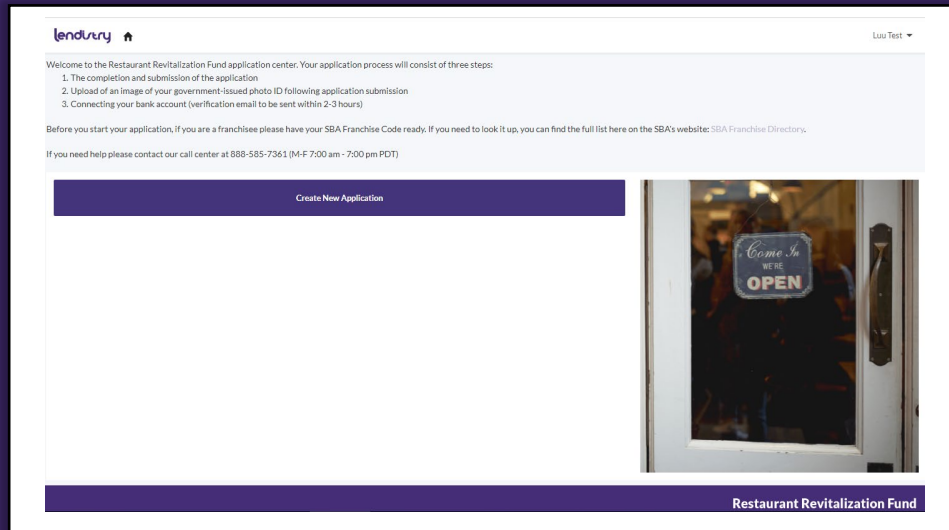 lendistry
Luu Test
Welcome to the Restaurant Revitalization Fund application center. Your application process will consist of three steps:
1. The completion and submission of the application
2. Upload of an image of your government-issued photo ID following application submission
3. Connecting your bank account (verification email to be sent within 2-3 hours)
Before you start your application, if you are a franchisee please have your SBA Franchise Code ready. If you need to look it up, you can find the full list here on the SBA's website: SBA Franchise Directory.
If you need help please contact our call center at 888-585-7361 (M-F 7:00 am - 7:00 pm PDT)
Create New Application
Come In
WE'RE
OPEN
Restaurant Revitalization Fund